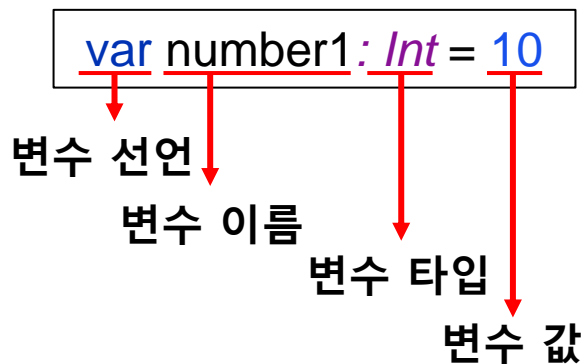 var number1: Int = 10
변수 선언
변수 이름
변수 타입
변수 값